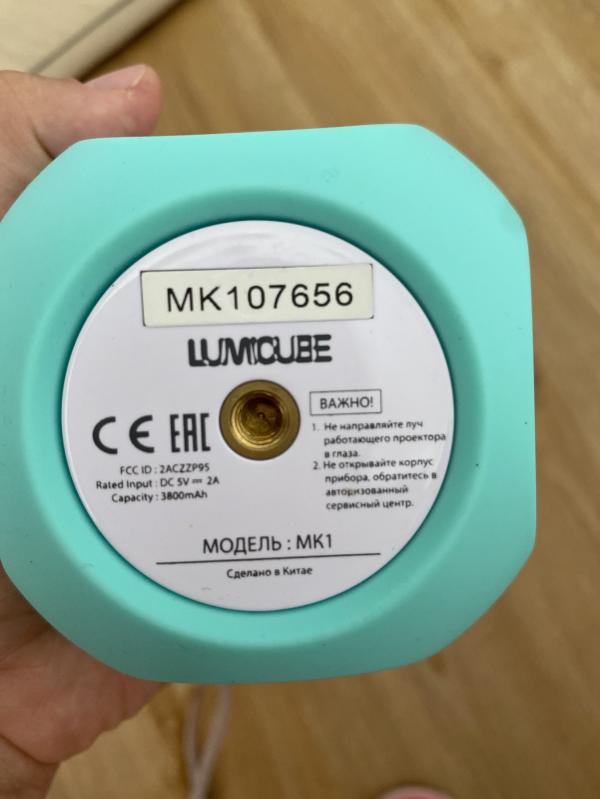 MK107656
LUMICUBE
CE EAC
FCC ID : 2ACZZP95
Rated Input : DC 5V ⎓ 2A
Capacity : 3800mAh
ВАЖНО!
1. Не направляйте луч
работающего проектора
в глаза.
2. Не открывайте корпус
прибора, обратитесь в
авторизованный
сервисный центр.
МОДЕЛЬ : MK1
Сделано в Китае